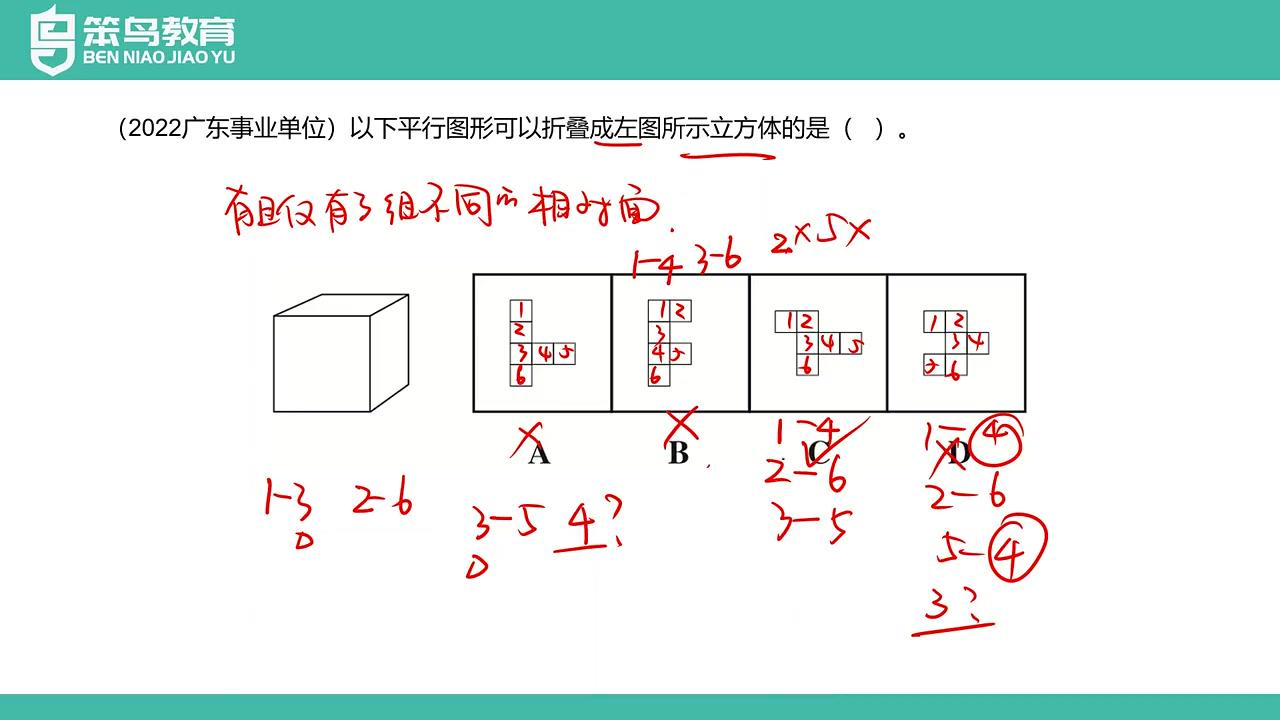 笨鸟教育
BEN NIAO JIAO YU
（2022广东事业单位）以下平行图形可以折叠成左图所示立方体的是（ ）。
有且仅有3组不同的相对面.
1-4 3-6 2× 5×
1
2
3 4 5
6
1 2
3
4 5
6
1 2
3 4 5
6
1 2
3 4
5 6
A B C D
1-3 2-6
3-5 4?
1-4
2-6
3-5
1-4
2-6
5-4
3?